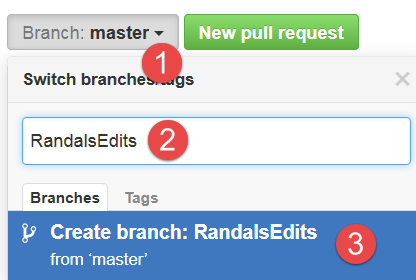 Branch: master New pull request
1
Switch branches/tags ×
RandalsEdits 2
Branches Tags
Create branch: RandalsEdits 3
from ‘master’